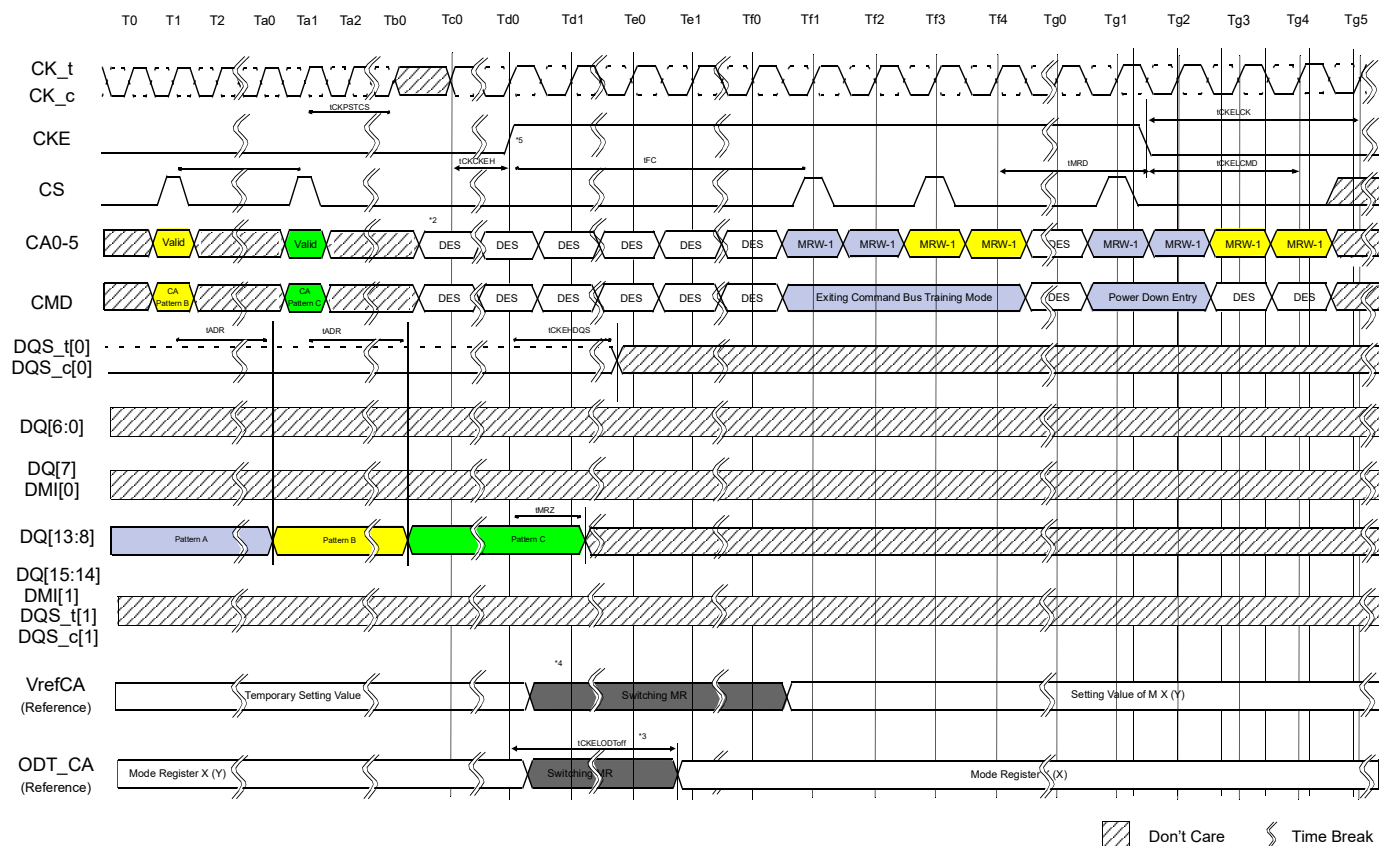 T0 T1 T2 Ta0 Ta1 Ta2 Tb0 Tc0 Td0 Td1 Te0 Te1 Tf0 Tf1 Tf2 Tf3 Tf4 Tg0 Tg1 Tg2 Tg3 Tg4 Tg5
CK_t
CK_c
tCKPSTCS
tCKELCK
CKE
*5
tCKCKEH
tFC
tMRD
tCKELCMD
CS
*2
CA0-5
Valid Valid DES DES DES DES DES DES MRW-1 MRW-1 MRW-1 MRW-1 DES MRW-1 MRW-1 MRW-1 MRW-1
CMD
CA Pattern B
CA Pattern C
DES DES DES DES DES DES Exiting Command Bus Training Mode DES Power Down Entry DES DES
tADR tADR tCKEHDQS
DQS_t[0]
DQS_c[0]
DQ[6:0]
DQ[7]
DMI[0]
tMRZ
DQ[13:8] Pattern A Pattern B Pattern C
DQ[15:14]
DMI[1]
DQS_t[1]
DQS_c[1]
*4
VrefCA
(Reference)
Temporary Setting Value Switching MR Setting Value of M X (Y)
tCKELODToff *3
ODT_CA
(Reference)
Mode Register X (Y) Switching MR Mode Register (X)
Don't Care Time Break